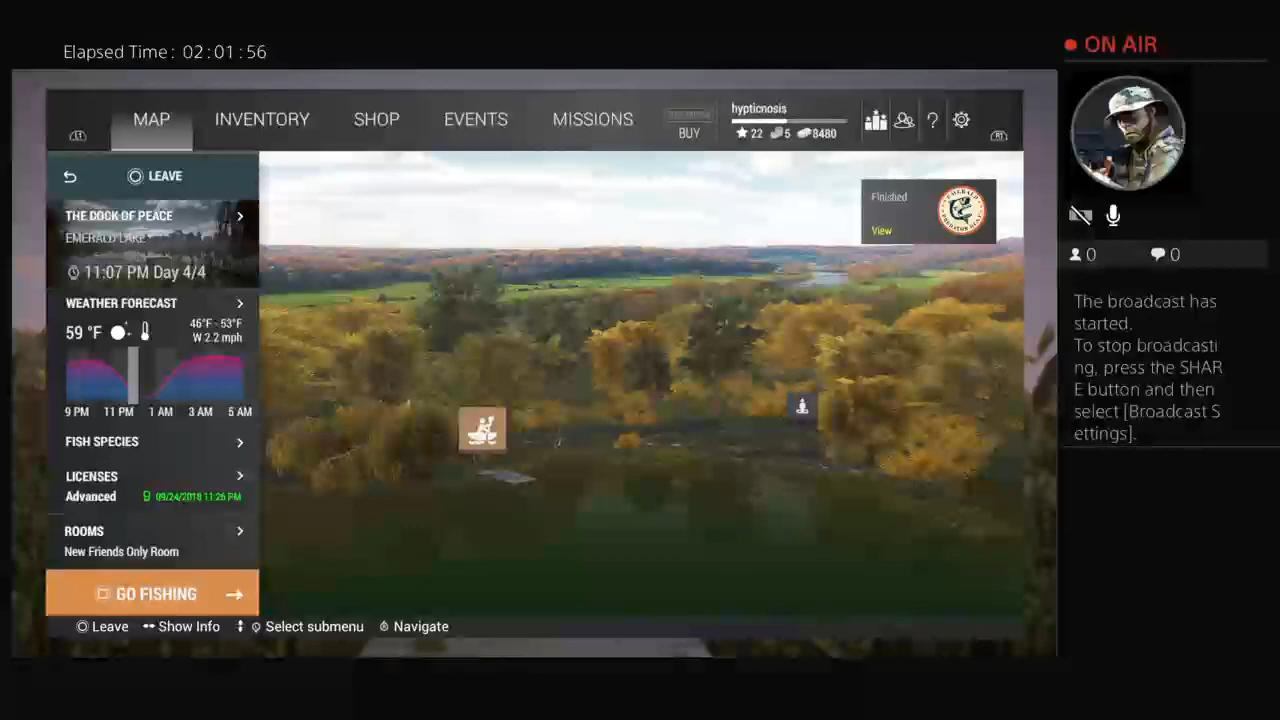 Elapsed Time: 02:01:56
ON AIR
MAP
INVENTORY
SHOP
EVENTS
MISSIONS
BUY
hypticnosis
22 5 8480
?
R1
LEAVE
THE DOCK OF PEACE
EMERALD LAKE
11:07 PM Day 4/4
WEATHER FORECAST
59 °F
46°F - 53°F
W 2.2 mph
9 PM 11 PM 1 AM 3 AM 5 AM
FISH SPECIES
LICENSES
Advanced 09/24/2018 11:26 PM
ROOMS
New Friends Only Room
GO FISHING
Leave Show Info Select submenu Navigate
Finished
View
EMERALD
0 0
The broadcast has
started.
To stop broadcasti
ng, press the SHAR
E button and then
select [Broadcast S
ettings].